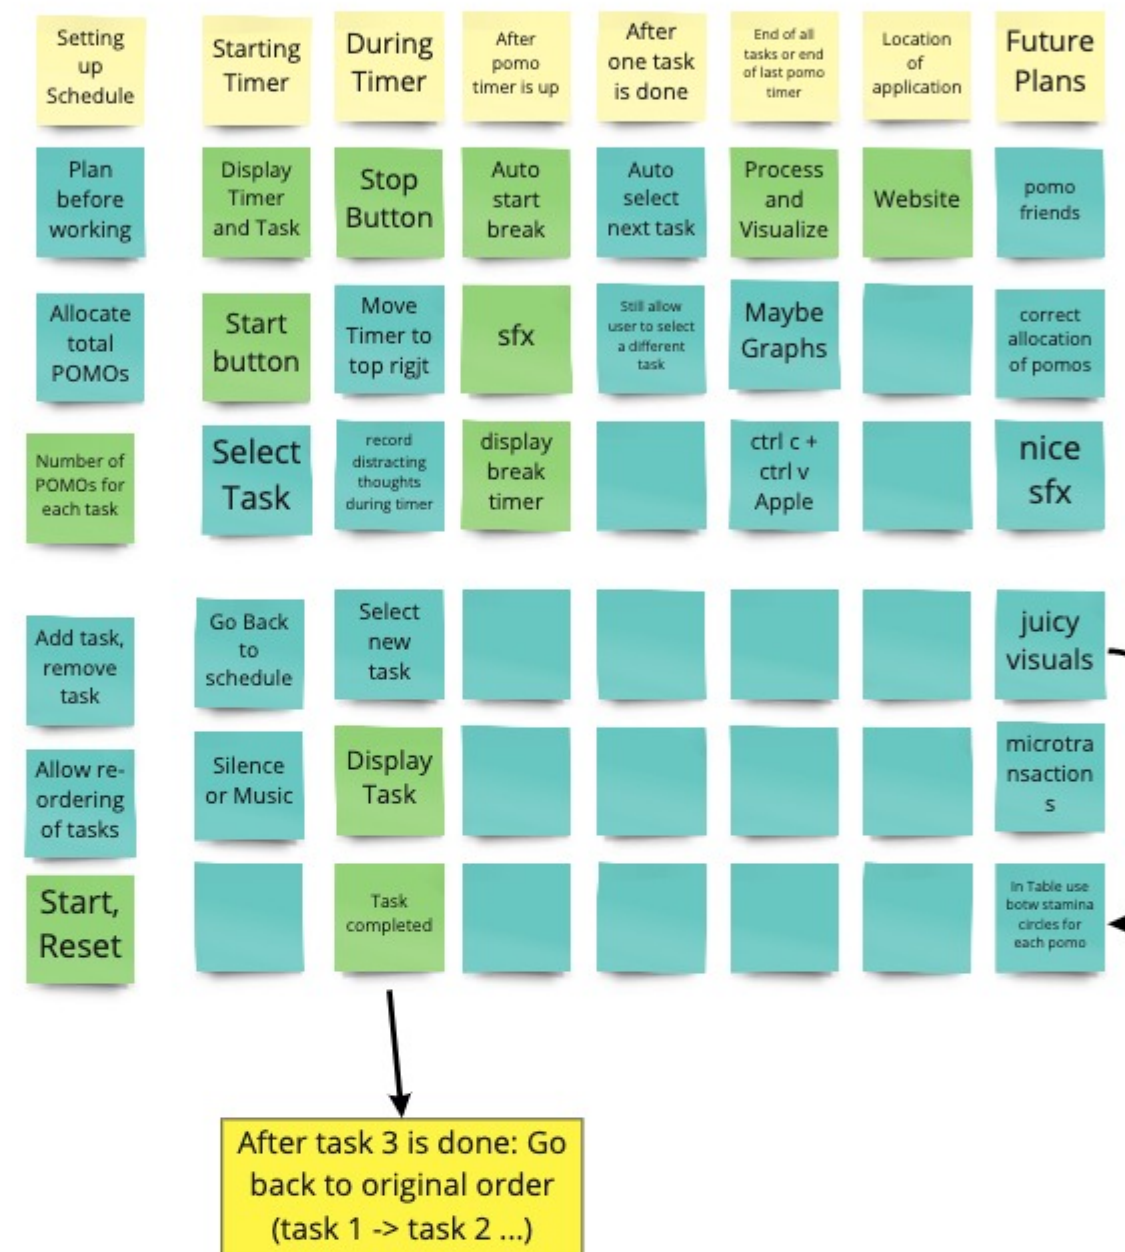 Setting
up
Schedule
Starting
Timer
During
Timer
After
pomo
timer is up
After
one task
is done
End of all
tasks or end
of last pomo
timer
Location
of
application
Future
Plans
Plan
before
working
Display
Timer
and Task
Stop
Button
Auto
start
break
Auto
select
next task
Process
and
Visualize
Website
pomo
friends
Allocate
total
POMOs
Start
button
Move
Timer to
top rigjt
sfx
Still allow
user to select
a different
task
Maybe
Graphs
correct
allocation
of pomos
Number of
POMOs for
each task
Select
Task
record
distracting
thoughts
during timer
display
break
timer
ctrl c +
ctrl v
Apple
nice
sfx
Add task,
remove
task
Go Back
to
schedule
Select
new
task
juicy
visuals
Allow re-
ordering
of tasks
Silence
or Music
Display
Task
microtra
nsaction
s
Start,
Reset
Task
completed
In Table use
botw stamina
circles for
each pomo
After task 3 is done: Go
back to original order
(task 1 -> task 2 ...)